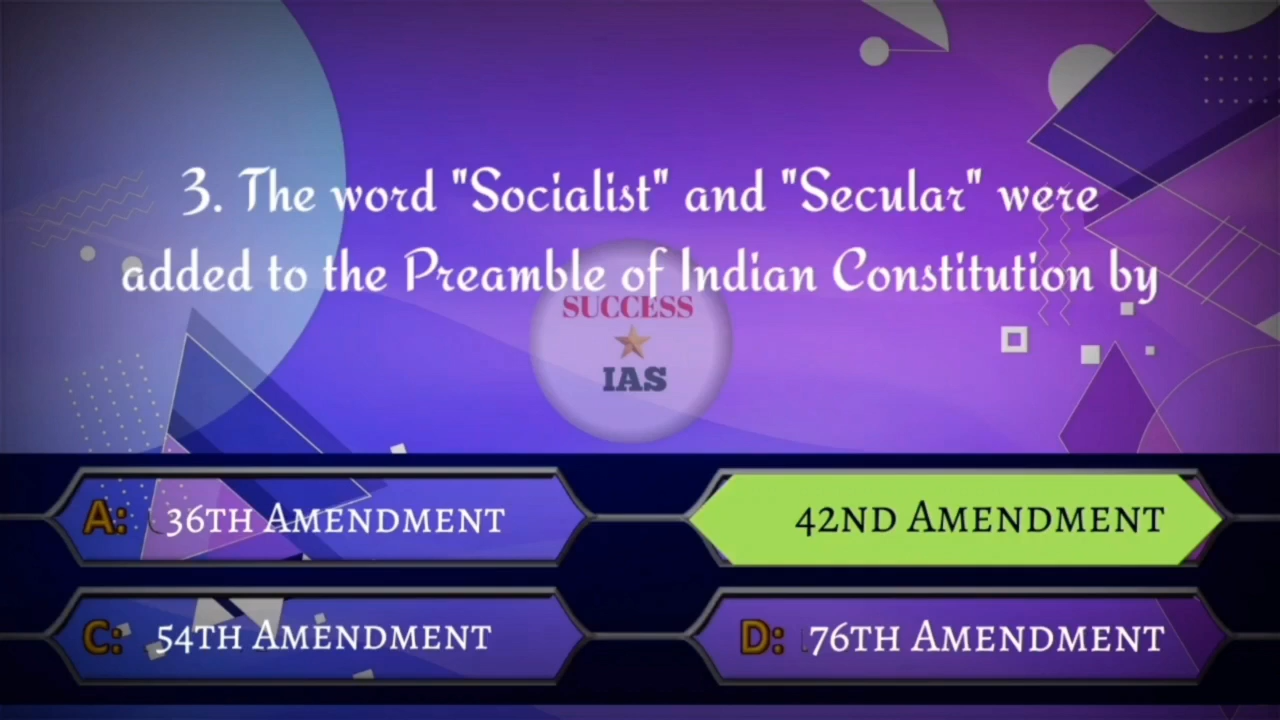 3. The word "Socialist" and "Secular" were
added to the Preamble of Indian Constitution by
SUCCESS
IAS
A: 36TH AMENDMENT
42ND AMENDMENT
C: 54TH AMENDMENT
D: 76TH AMENDMENT